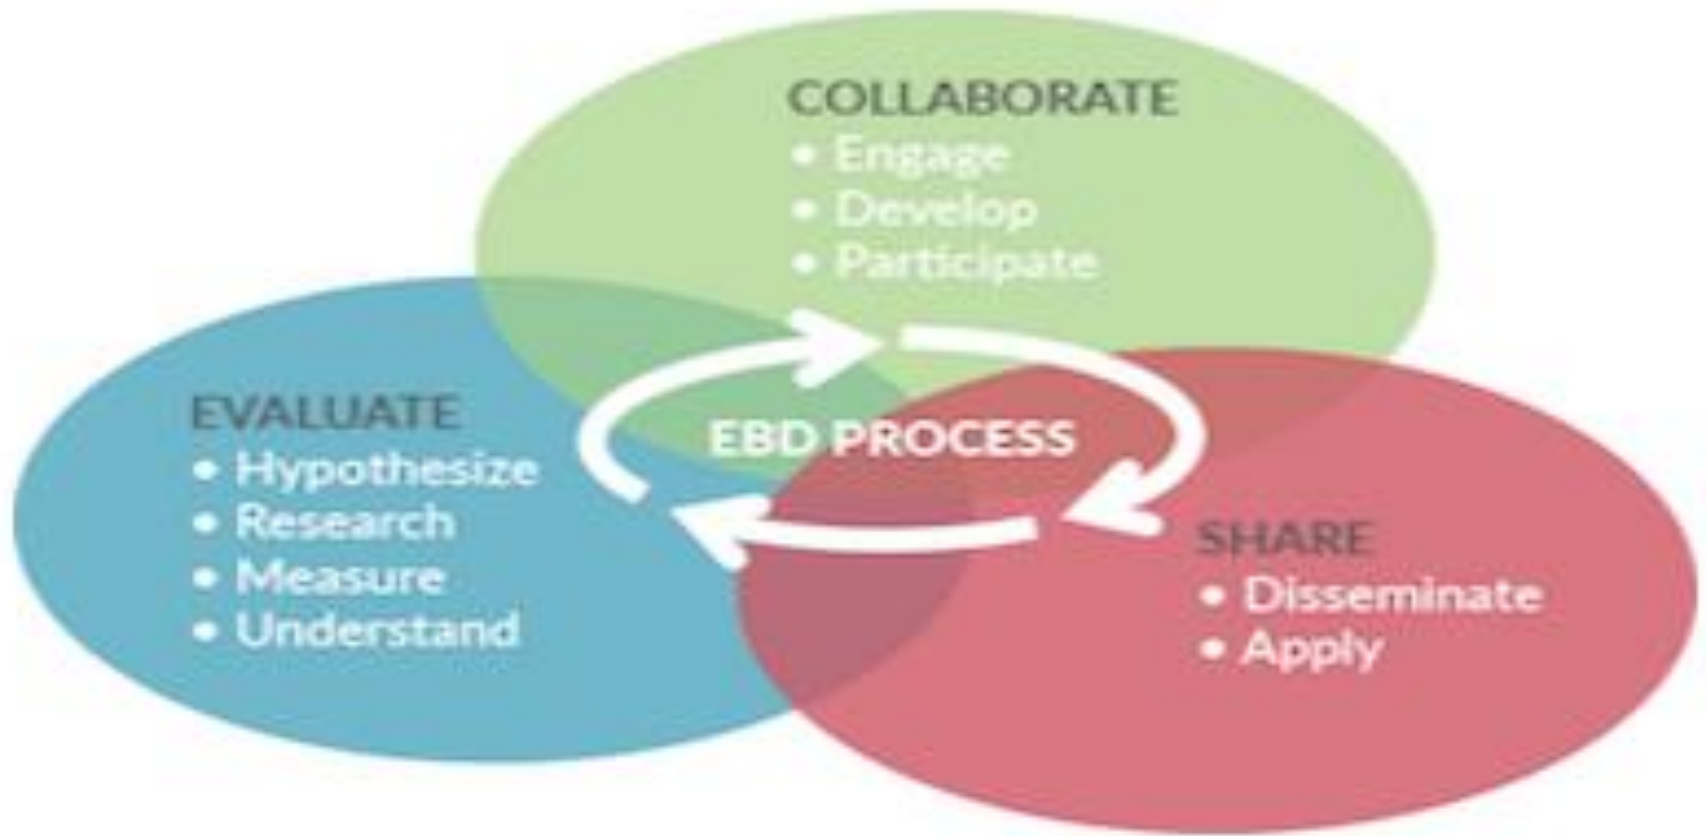 COLLABORATE
• Engage
• Develop
• Participate
EVALUATE
• Hypothesize
• Research
• Measure
• Understand
EBD PROCESS
SHARE
• Disseminate
• Apply